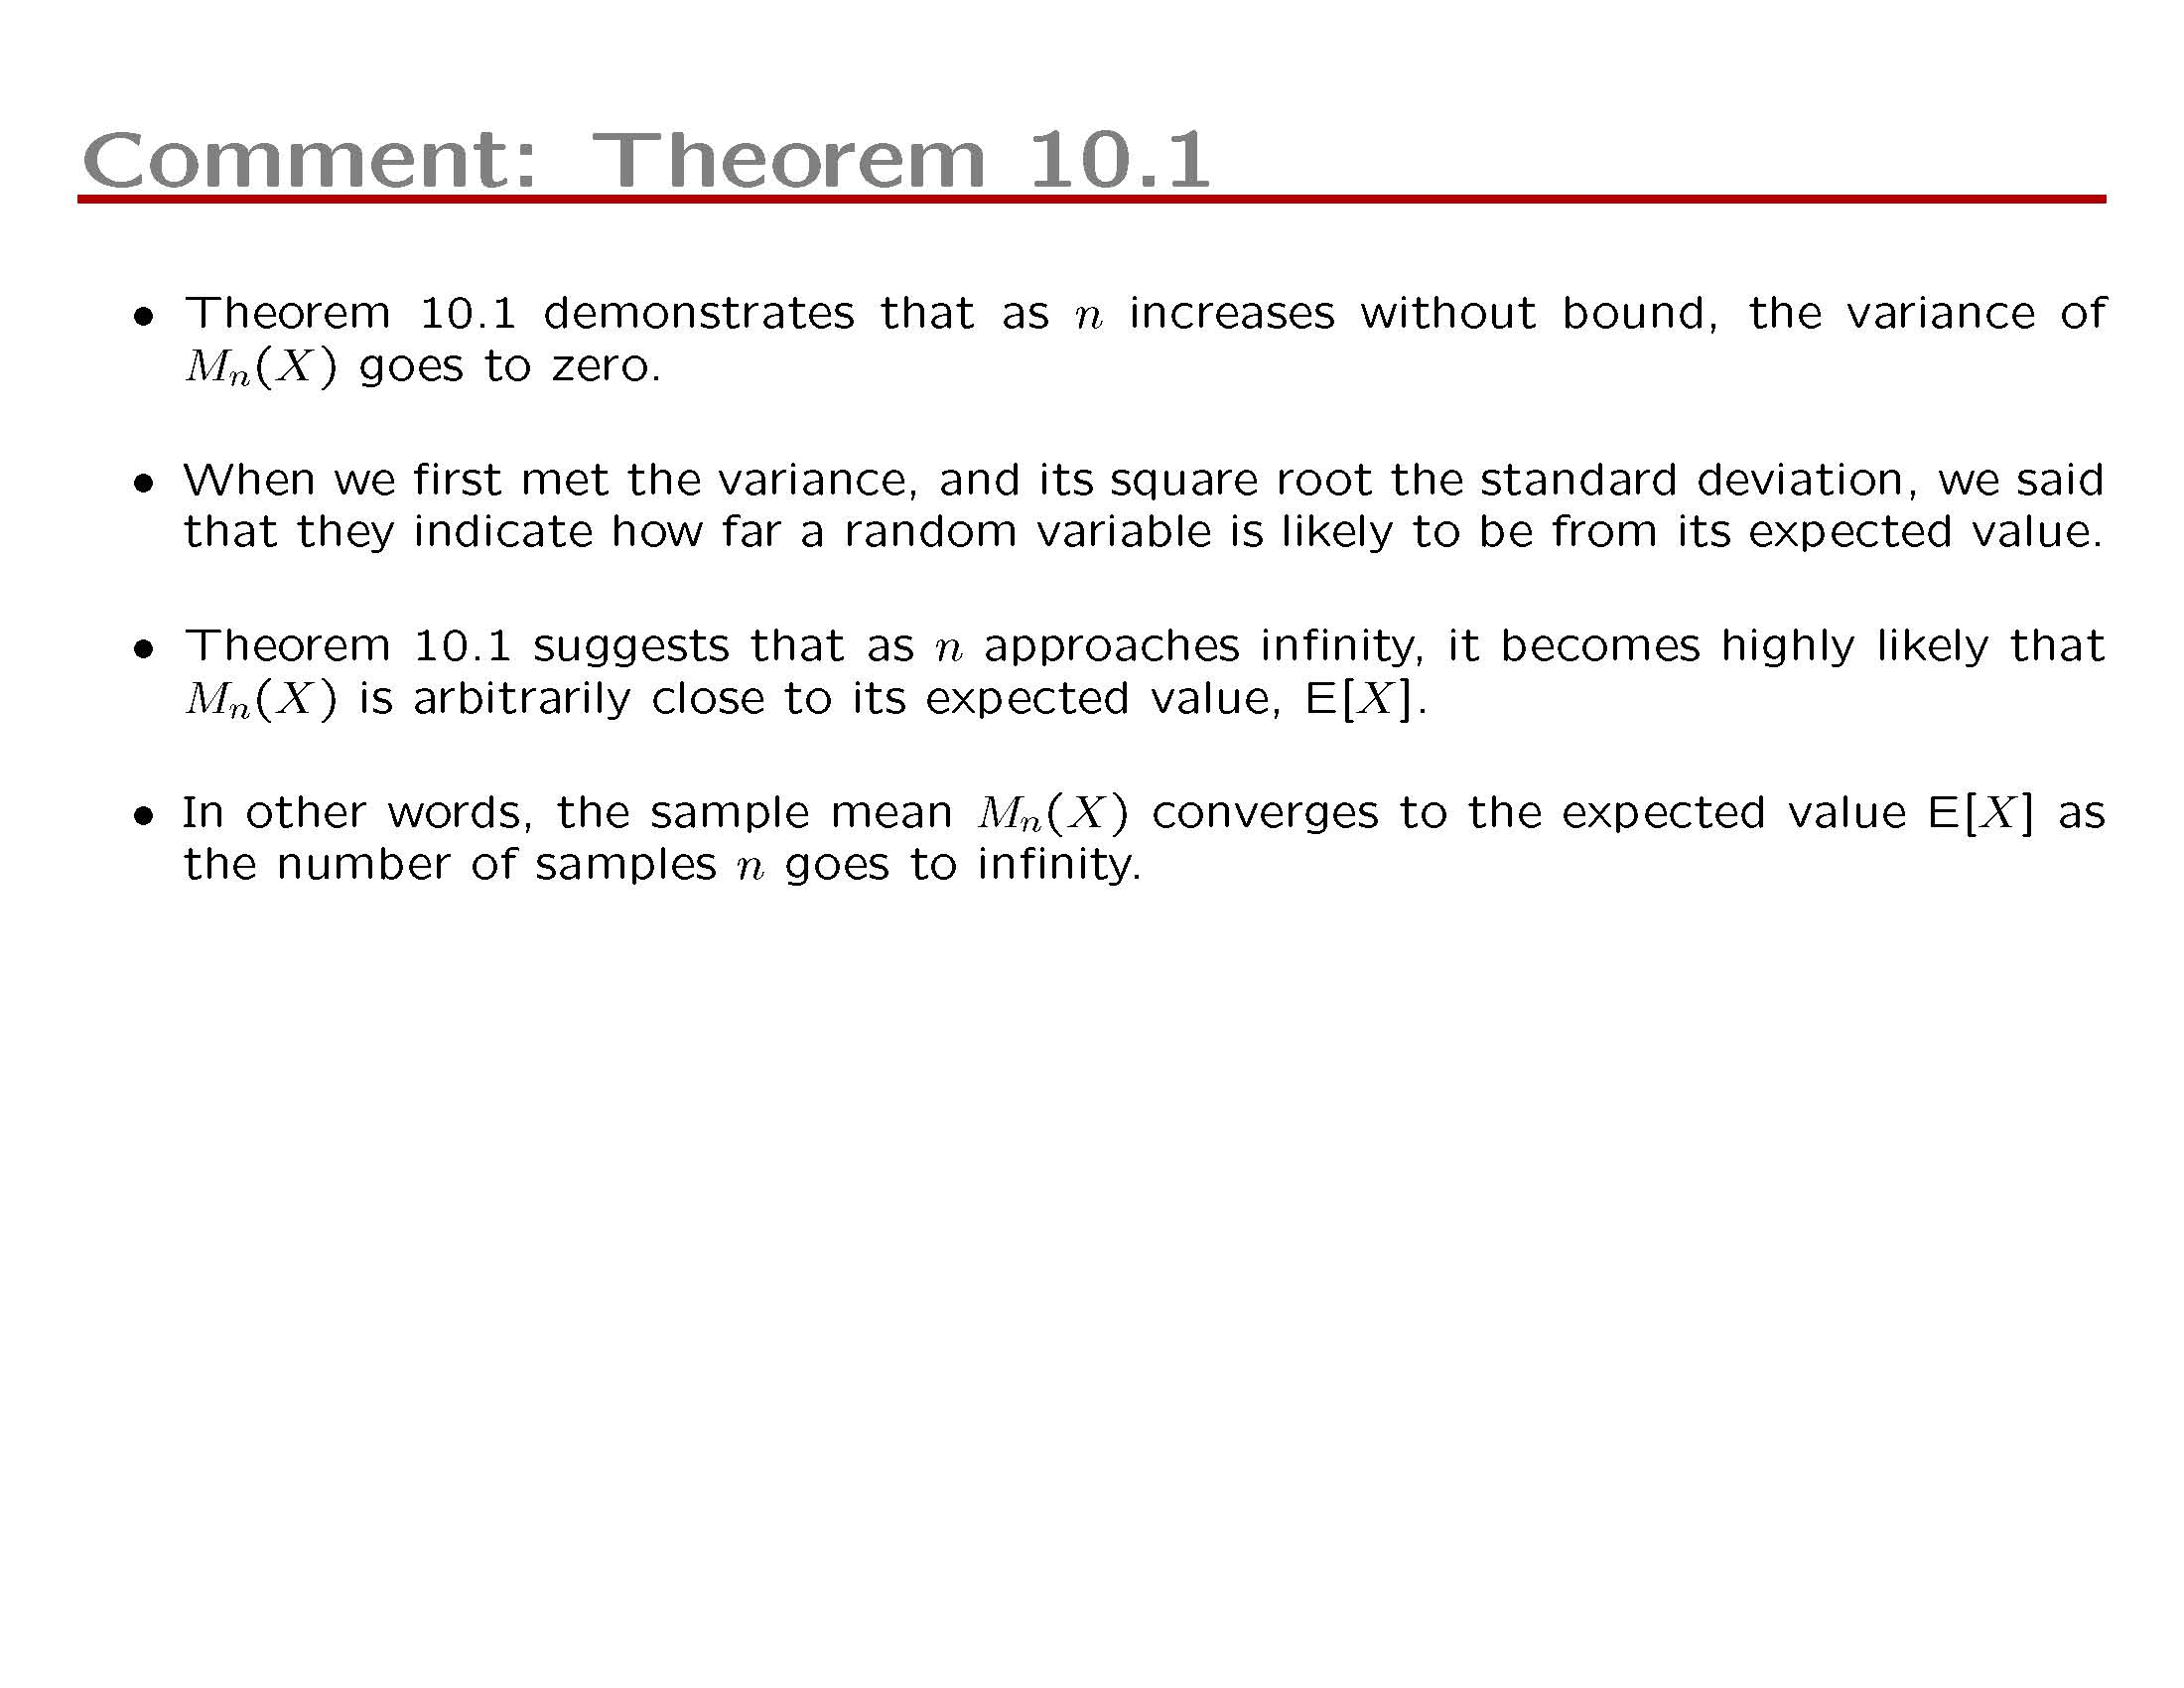 Comment: Theorem 10.1
• Theorem 10.1 demonstrates that as n increases without bound, the variance of
Mn(X) goes to zero.
• When we first met the variance, and its square root the standard deviation, we said
that they indicate how far a random variable is likely to be from its expected value.
• Theorem 10.1 suggests that as n approaches infinity, it becomes highly likely that
Mn(X) is arbitrarily close to its expected value, E[X].
• In other words, the sample mean Mn(X) converges to the expected value E[X] as
the number of samples n goes to infinity.